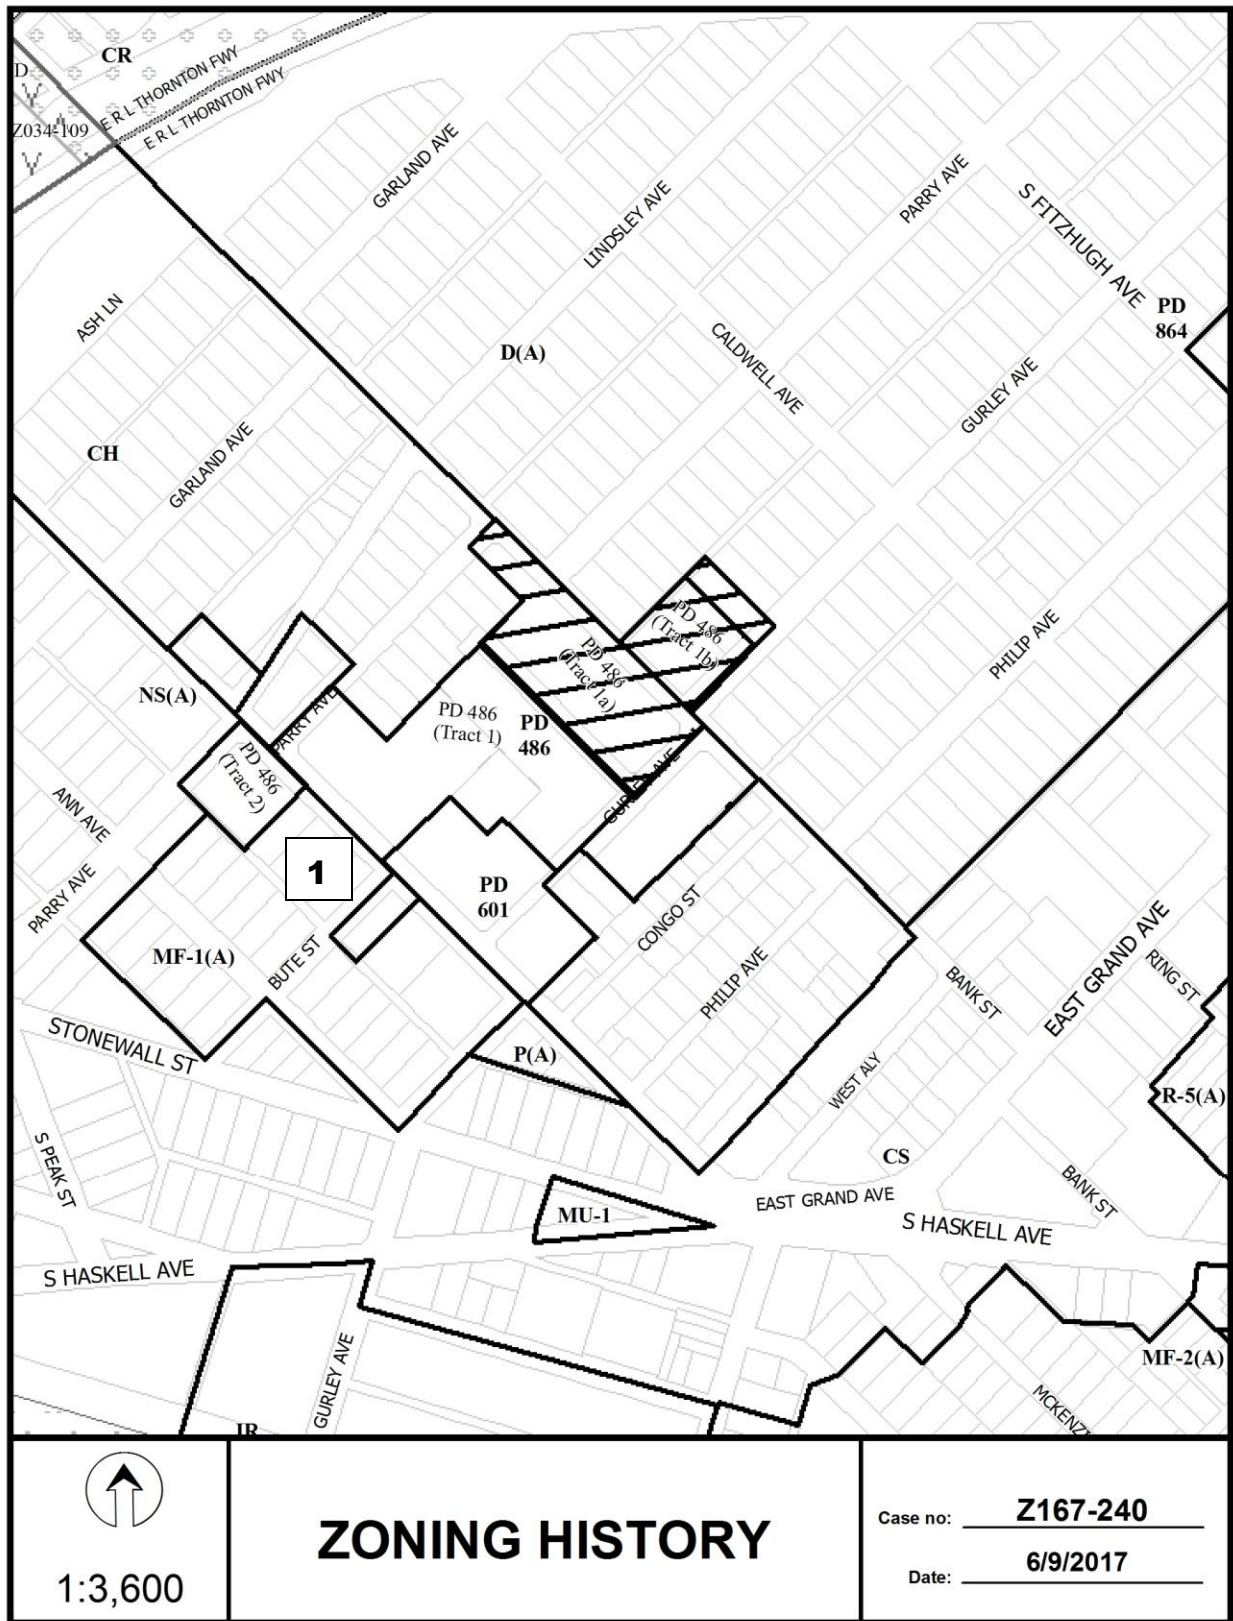 CR
E R L THORNTON FWY
E R L THORNTON FWY
D
Z034-109
GARLAND AVE
LINDSLEY AVE
PARRY AVE
S FITZHUGH AVE
PD
864
ASH LN
D(A)
CALDWELL AVE
GURLEY AVE
CH
GARLAND AVE
PD 486
(Tract 1b)
PD 486
(Tract 1a)
PHILIP AVE
NS(A)
PARRY AVE
PD 486
(Tract 1)
PD
486
PD 486
(Tract 2)
GURLEY AVE
ANN AVE
1
PARRY AVE
PD
601
CONGO ST
MF-1(A)
BUTE ST
PHILIP AVE
BANK ST
EAST GRAND AVE
RING ST
STONEWALL ST
P(A)
WEST ALY
R-5(A)
S PEAK ST
CS
BANK ST
EAST GRAND AVE
MU-1
S HASKELL AVE
S HASKELL AVE
GURLEY AVE
MF-2(A)
IR
1:3,600
ZONING HISTORY
Case no: Z167-240
Date: 6/9/2017